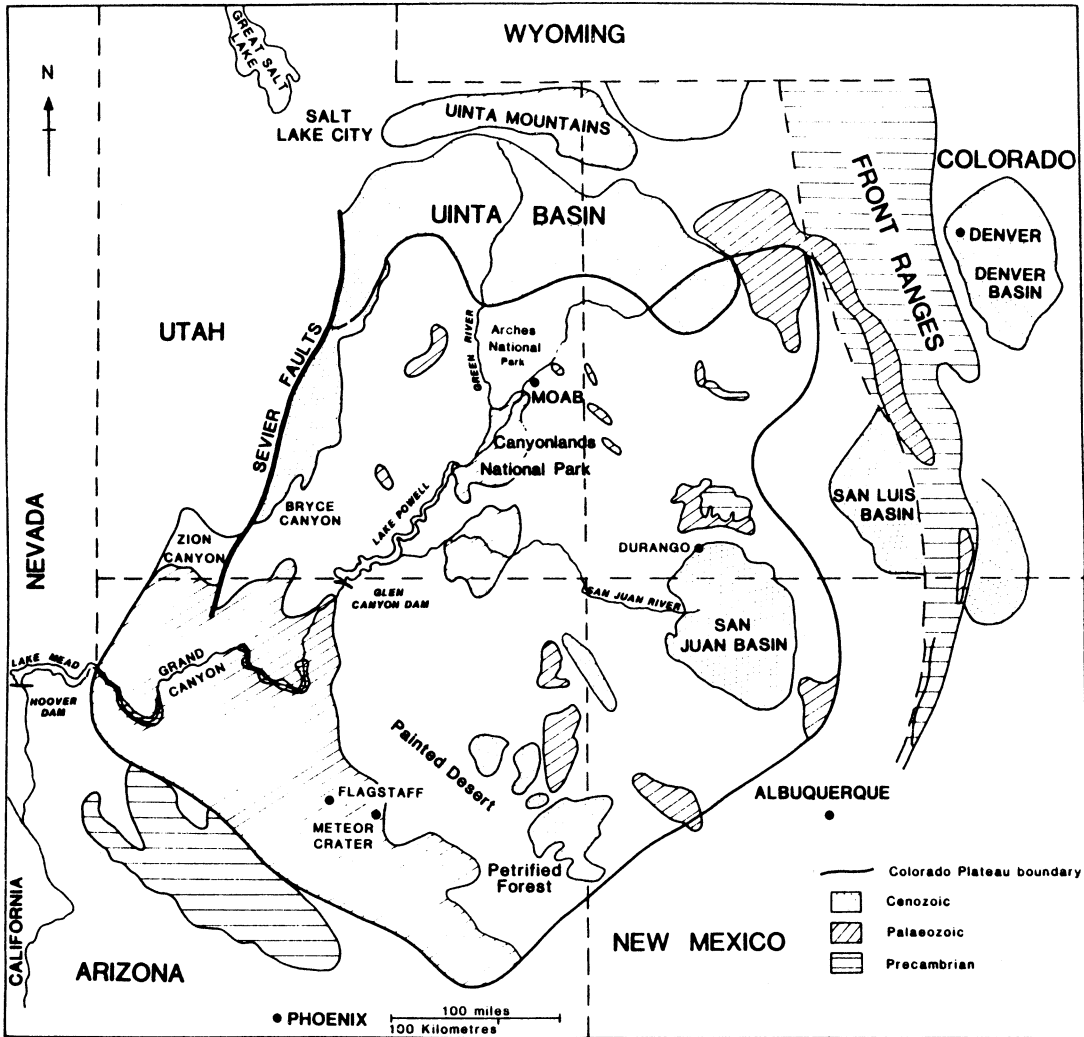 WYOMING
GREAT SALT
LAKE
N
SALT
LAKE CITY
UINTA MOUNTAINS
COLORADO
FRONT RANGES
UINTA BASIN
DENVER
DENVER
BASIN
UTAH
SEVIER FAULTS
GREEN RIVER
Arches
National
Park
MOAB
Canyonlands
National Park
NEVADA
BRYCE
CANYON
LAKE POWELL
SAN LUIS
BASIN
ZION
CANYON
DURANGO
GLEN
CANYON DAM
SAN JUAN RIVER
SAN
JUAN BASIN
LAKE MEAD
GRAND
CANYON
HOOVER
DAM
Painted Desert
FLAGSTAFF
METEOR
CRATER
ALBUQUERQUE
Petrified
Forest
Colorado Plateau boundary
Cenozoic
Palaeozoic
Precambrian
CALIFORNIA
NEW MEXICO
ARIZONA
PHOENIX
100 miles
100 Kilometres